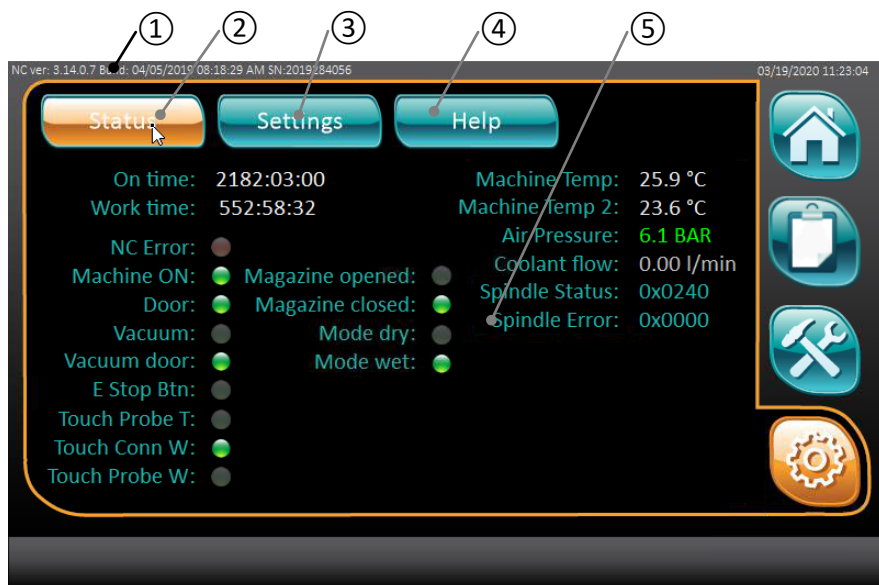 ① ② ③ ④ ⑤
NC ver: 3.14.0.7 Build: 04/05/2019 08:18:29 AM SN:2019284056
03/19/2020 11:23:04
Status
Settings
Help
On time: 2182:03:00
Work time: 552:58:32
NC Error:
Machine ON:
Door:
Vacuum:
Vacuum door:
E Stop Btn:
Touch Probe T:
Touch Conn W:
Touch Probe W:
Magazine opened:
Magazine closed:
Mode dry:
Mode wet:
Machine Temp: 25.9 °C
Machine Temp 2: 23.6 °C
Air Pressure: 6.1 BAR
Coolant flow: 0.00 l/min
Spindle Status: 0x0240
Spindle Error: 0x0000